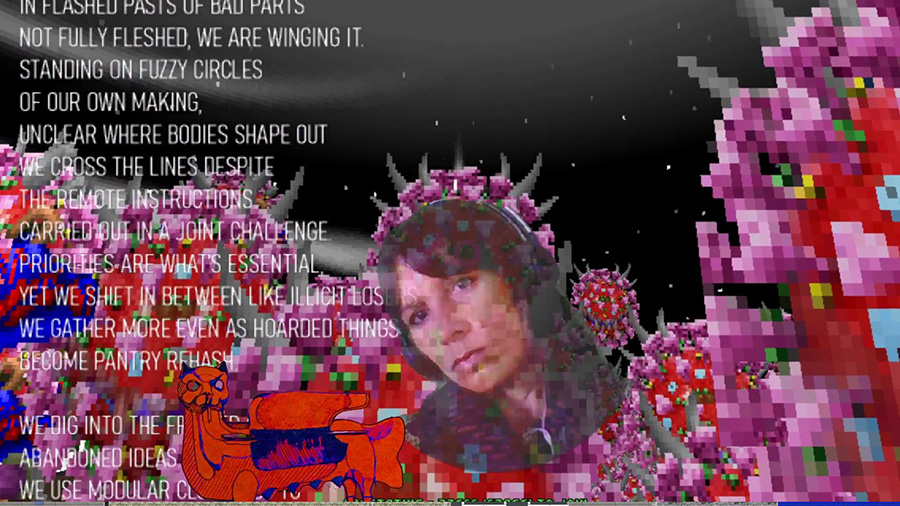 IN FLASHED PASTS OF BAD PARTS
NOT FULLY FLESHED, WE ARE WINGING IT.
STANDING ON FUZZY CIRCLES
OF OUR OWN MAKING,
UNCLEAR WHERE BODIES SHAPE OUT
WE CROSS THE LINES DESPITE
THE REMOTE INSTRUCTIONS
CARRIED OUT IN A JOINT CHALLENGE.
PRIORITIES ARE WHAT'S ESSENTIAL,
YET WE SHIFT IN BETWEEN LIKE ILLICIT
WE GATHER MORE EVEN AS HOARDED THINGS
BECOME PANTRY REHASH.
WE DIG INTO THE
ABANDONED IDEAS
WE USE MODULAR TO